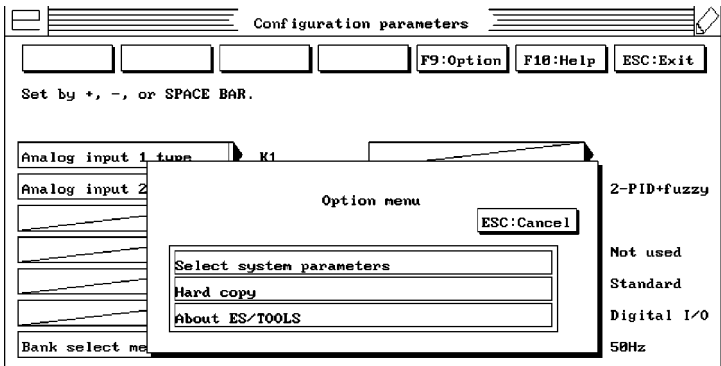 Configuration parameters
F9:Option F10:Help ESC:Exit
Set by +, -, or SPACE BAR.
Analog input 1 type K1
Analog input 2 2-PID+fuzzy
Option menu
ESC:Cancel
Not used
Select system parameters
Standard
Hard copy
About ES/TOOLS
Digital I/O
Bank select me 50Hz